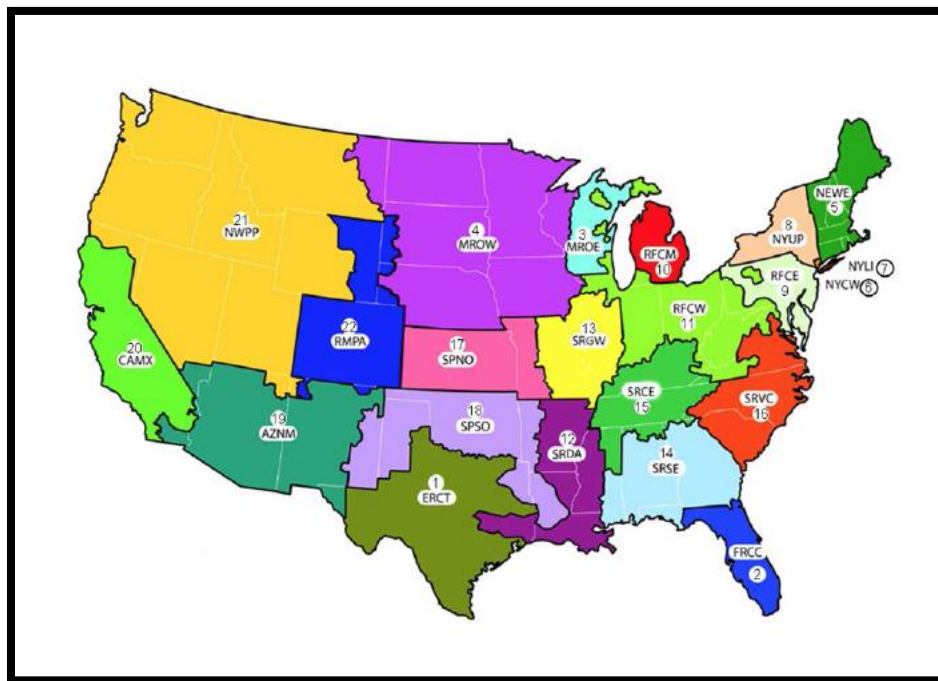 21
NWPP
4
MROW
3
MROE
RFCM
10
8
NYUP
NEWE
5
NYLI 7
NYCW 6
RFCE
9
RFCW
11
13
SRGW
22
RMPA
17
SPNO
20
CAMX
19
AZNM
18
SPSO
12
SRDA
SRCE
15
SRVC
16
14
SRSE
1
ERCT
FRCC
2